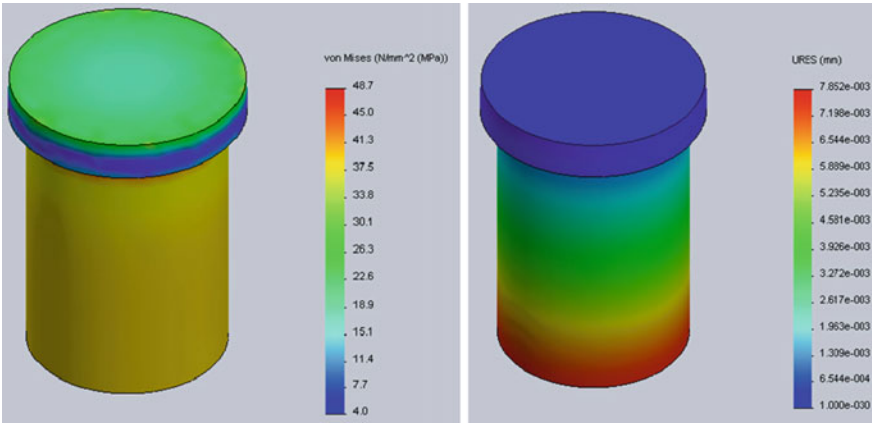 von Mises (N/mm^2 (MPa))
48.7
45.0
41.3
37.5
33.8
30.1
26.3
22.6
18.9
15.1
11.4
7.7
4.0
URES (mm)
7.852e-003
7.198e-003
6.544e-003
5.889e-003
5.235e-003
4.581e-003
3.926e-003
3.272e-003
2.617e-003
1.963e-003
1.309e-003
6.544e-004
1.000e-030